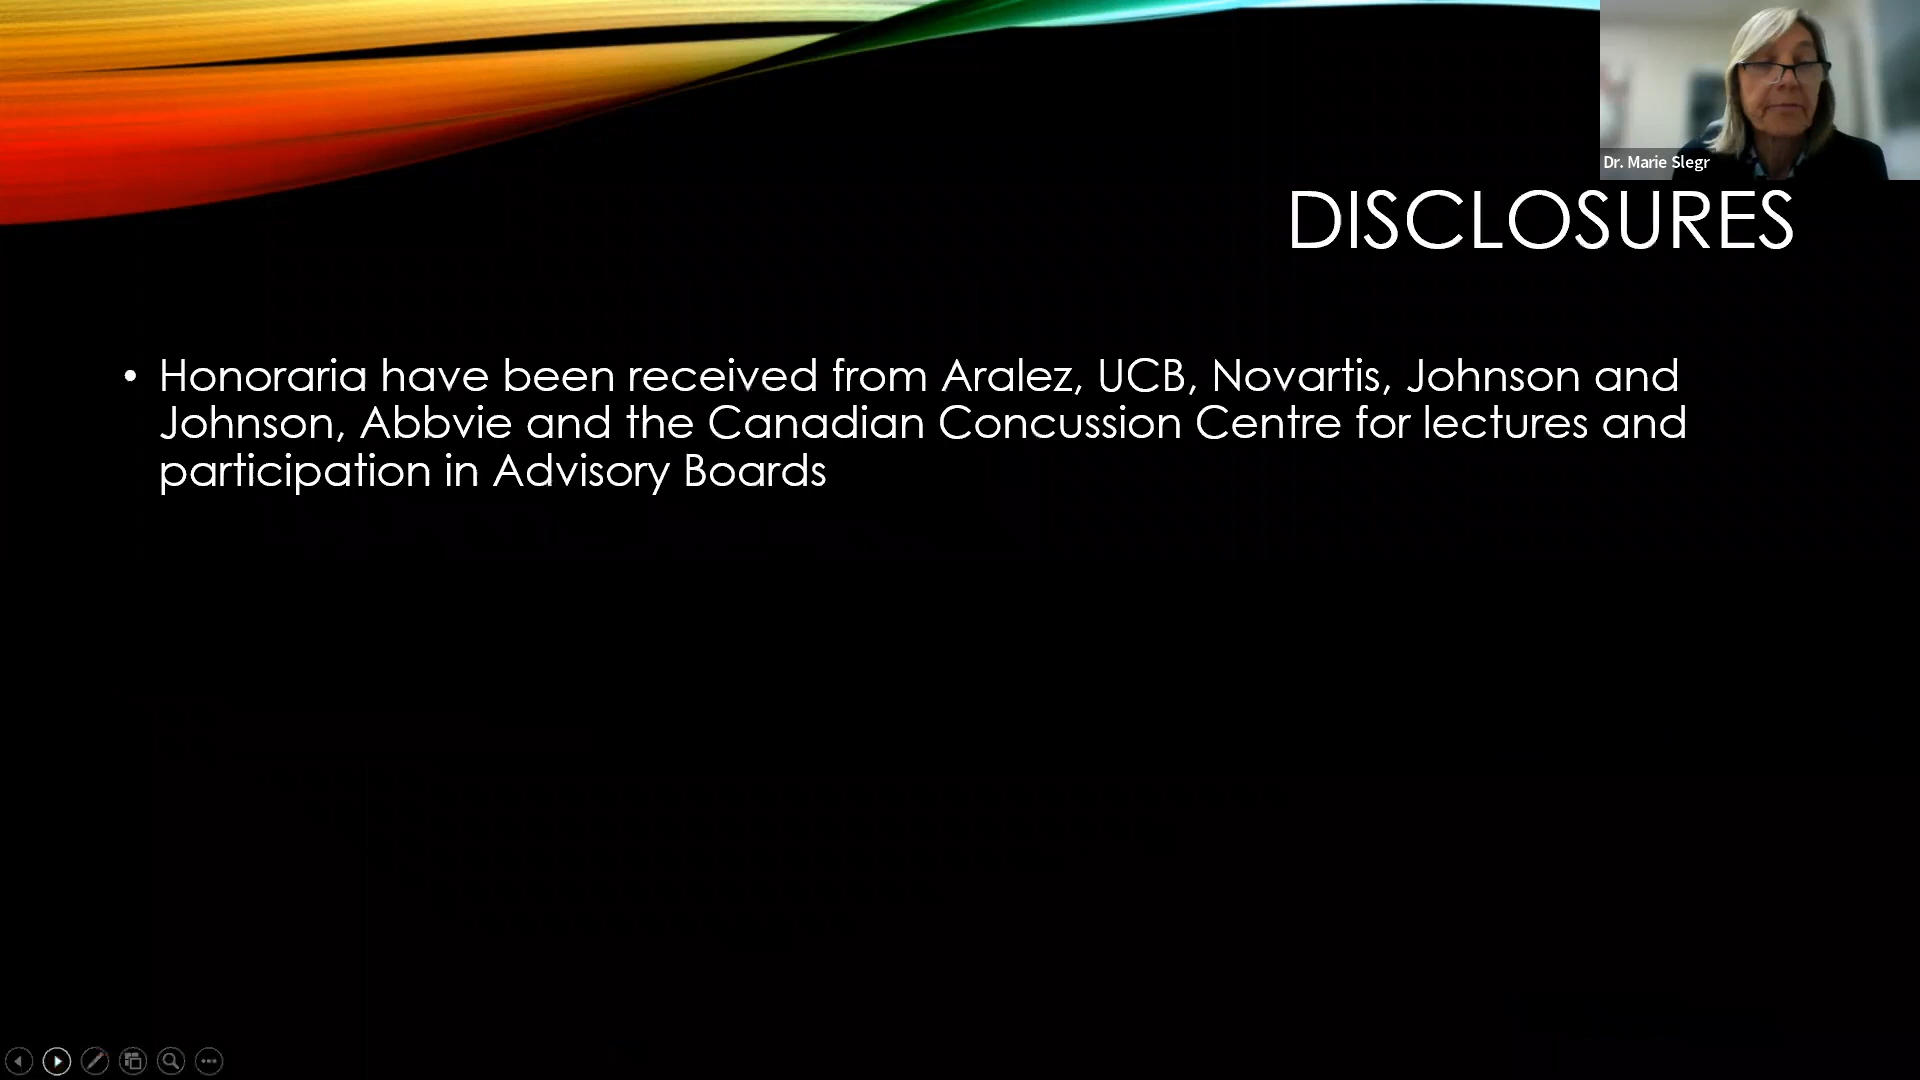 Dr. Marie Slegr
DISCLOSURES
• Honoraria have been received from Aralez, UCB, Novartis, Johnson and
Johnson, Abbvie and the Canadian Concussion Centre for lectures and
participation in Advisory Boards